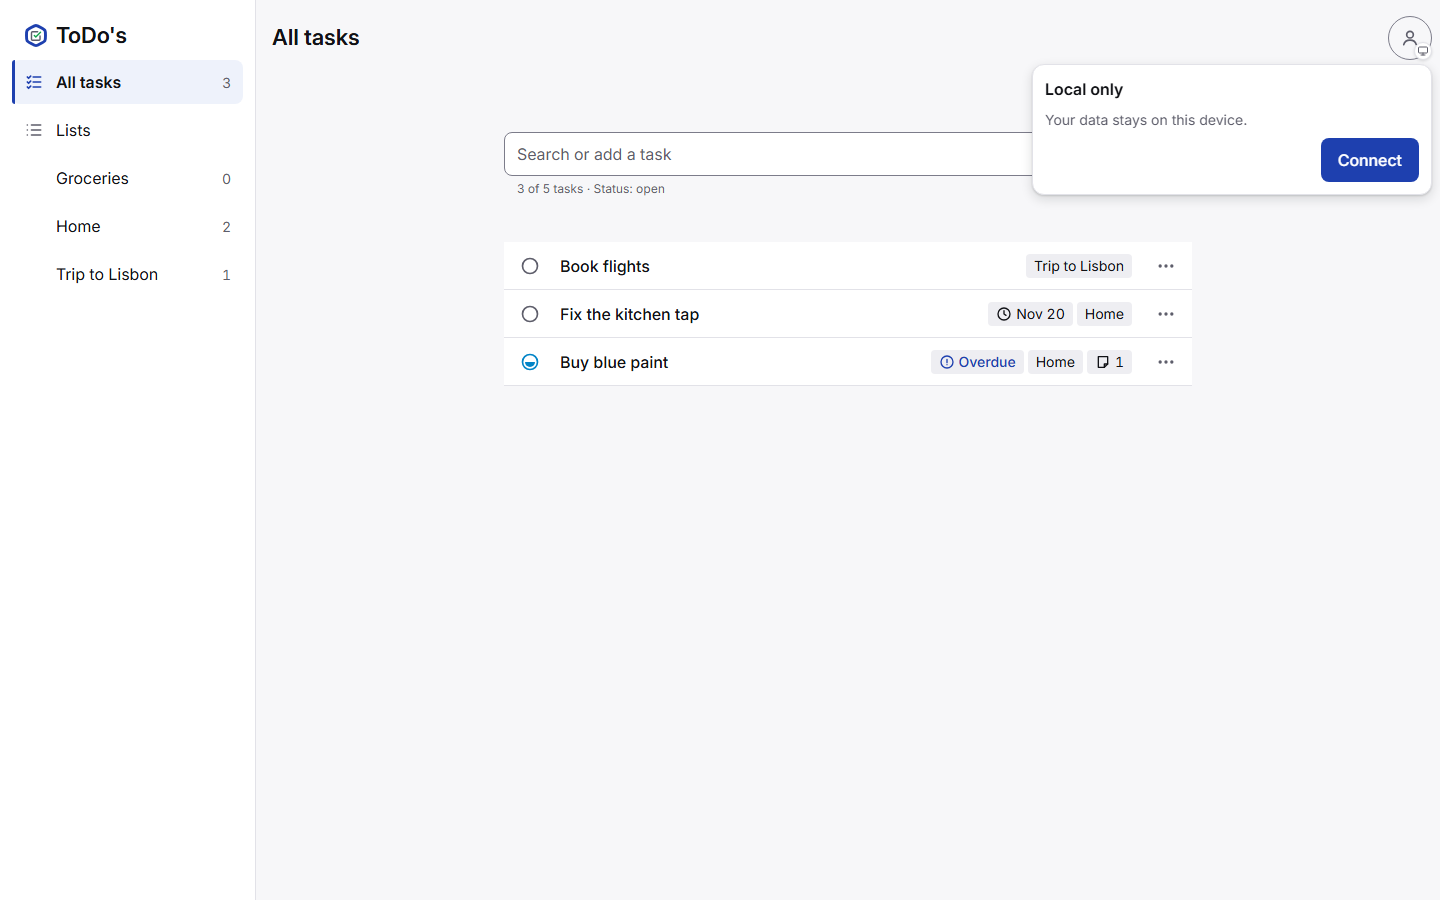 ToDo's
All tasks 3
Lists
Groceries 0
Home 2
Trip to Lisbon 1
All tasks
Local only
Your data stays on this device.
Connect
Search or add a task
3 of 5 tasks · Status: open
Book flights Trip to Lisbon
Fix the kitchen tap Nov 20 Home
Buy blue paint Overdue Home 1